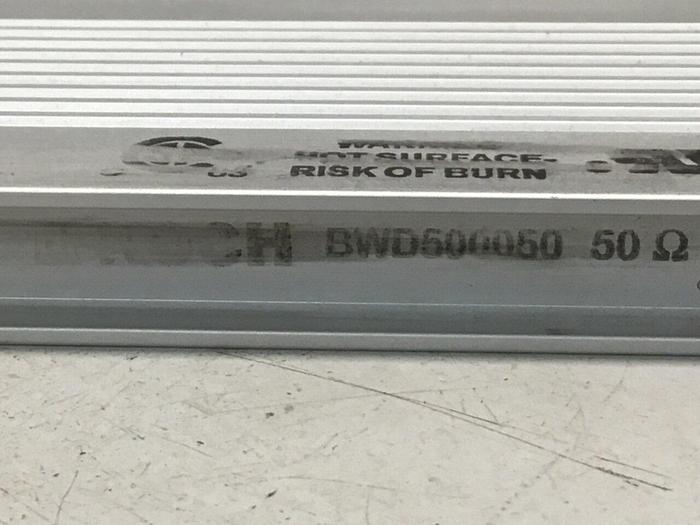 WARNING
HOT SURFACE-
RISK OF BURN
BWD500050 50 Ω